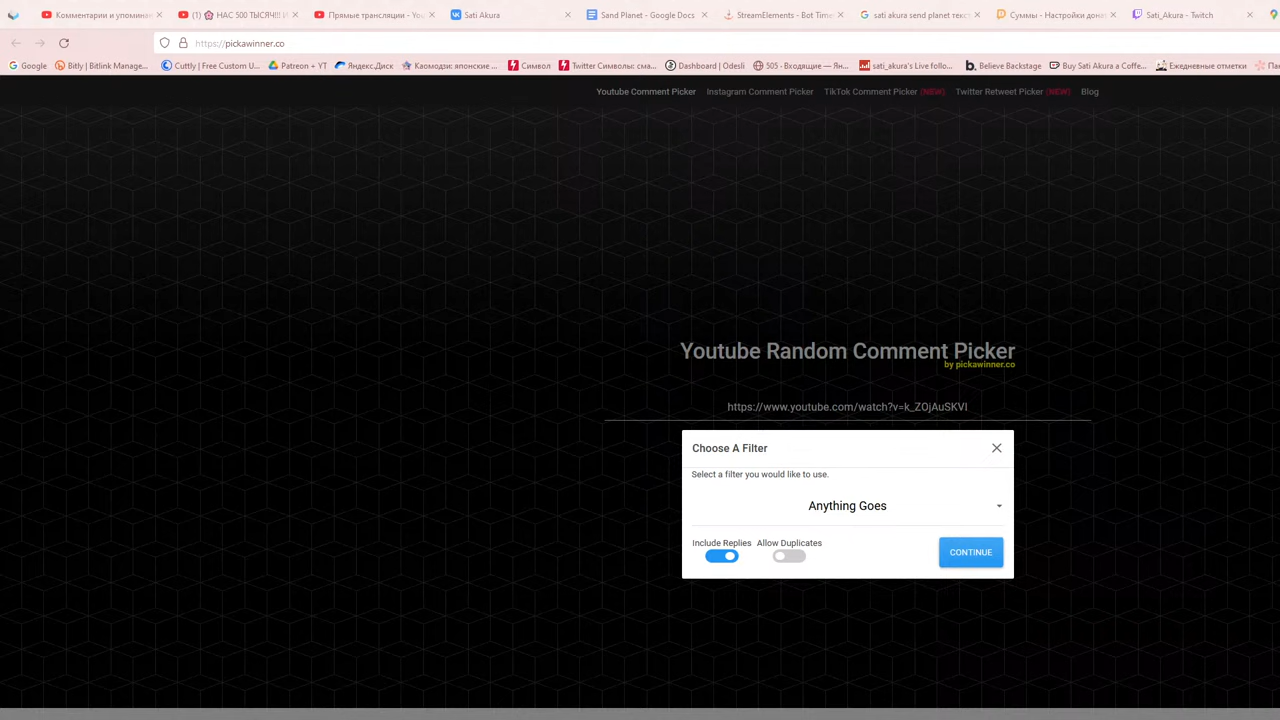 Комментарии и упоминан
(1) НАС 500 ТЫСЯЧ!!! И
Прямые трансляции - You
Sati Akura
Sand Planet - Google Docs
StreamElements - Bot Time
sati akura send planet текст
Суммы - Настройки донат
Sati_Akura - Twitch
https://pickawinner.co
Google
Bitly | Bitlink Manage...
Cuttly | Free Custom U...
Patreon + YT
Яндекс.Диск
Каомодзи: японские ...
Символ
Twitter Символы: сма...
Dashboard | Odesli
505 - Входящие — Ян...
sati_akura's Live follo...
Believe Backstage
Buy Sati Akura a Coffe...
Ежедневные отметки
Youtube Comment Picker
Instagram Comment Picker
TikTok Comment Picker (NEW)
Twitter Retweet Picker (NEW)
Blog
Youtube Random Comment Picker
by pickawinner.co
https://www.youtube.com/watch?v=k_ZOjAuSKVI
Choose A Filter
Select a filter you would like to use.
Anything Goes
Include Replies
Allow Duplicates
CONTINUE